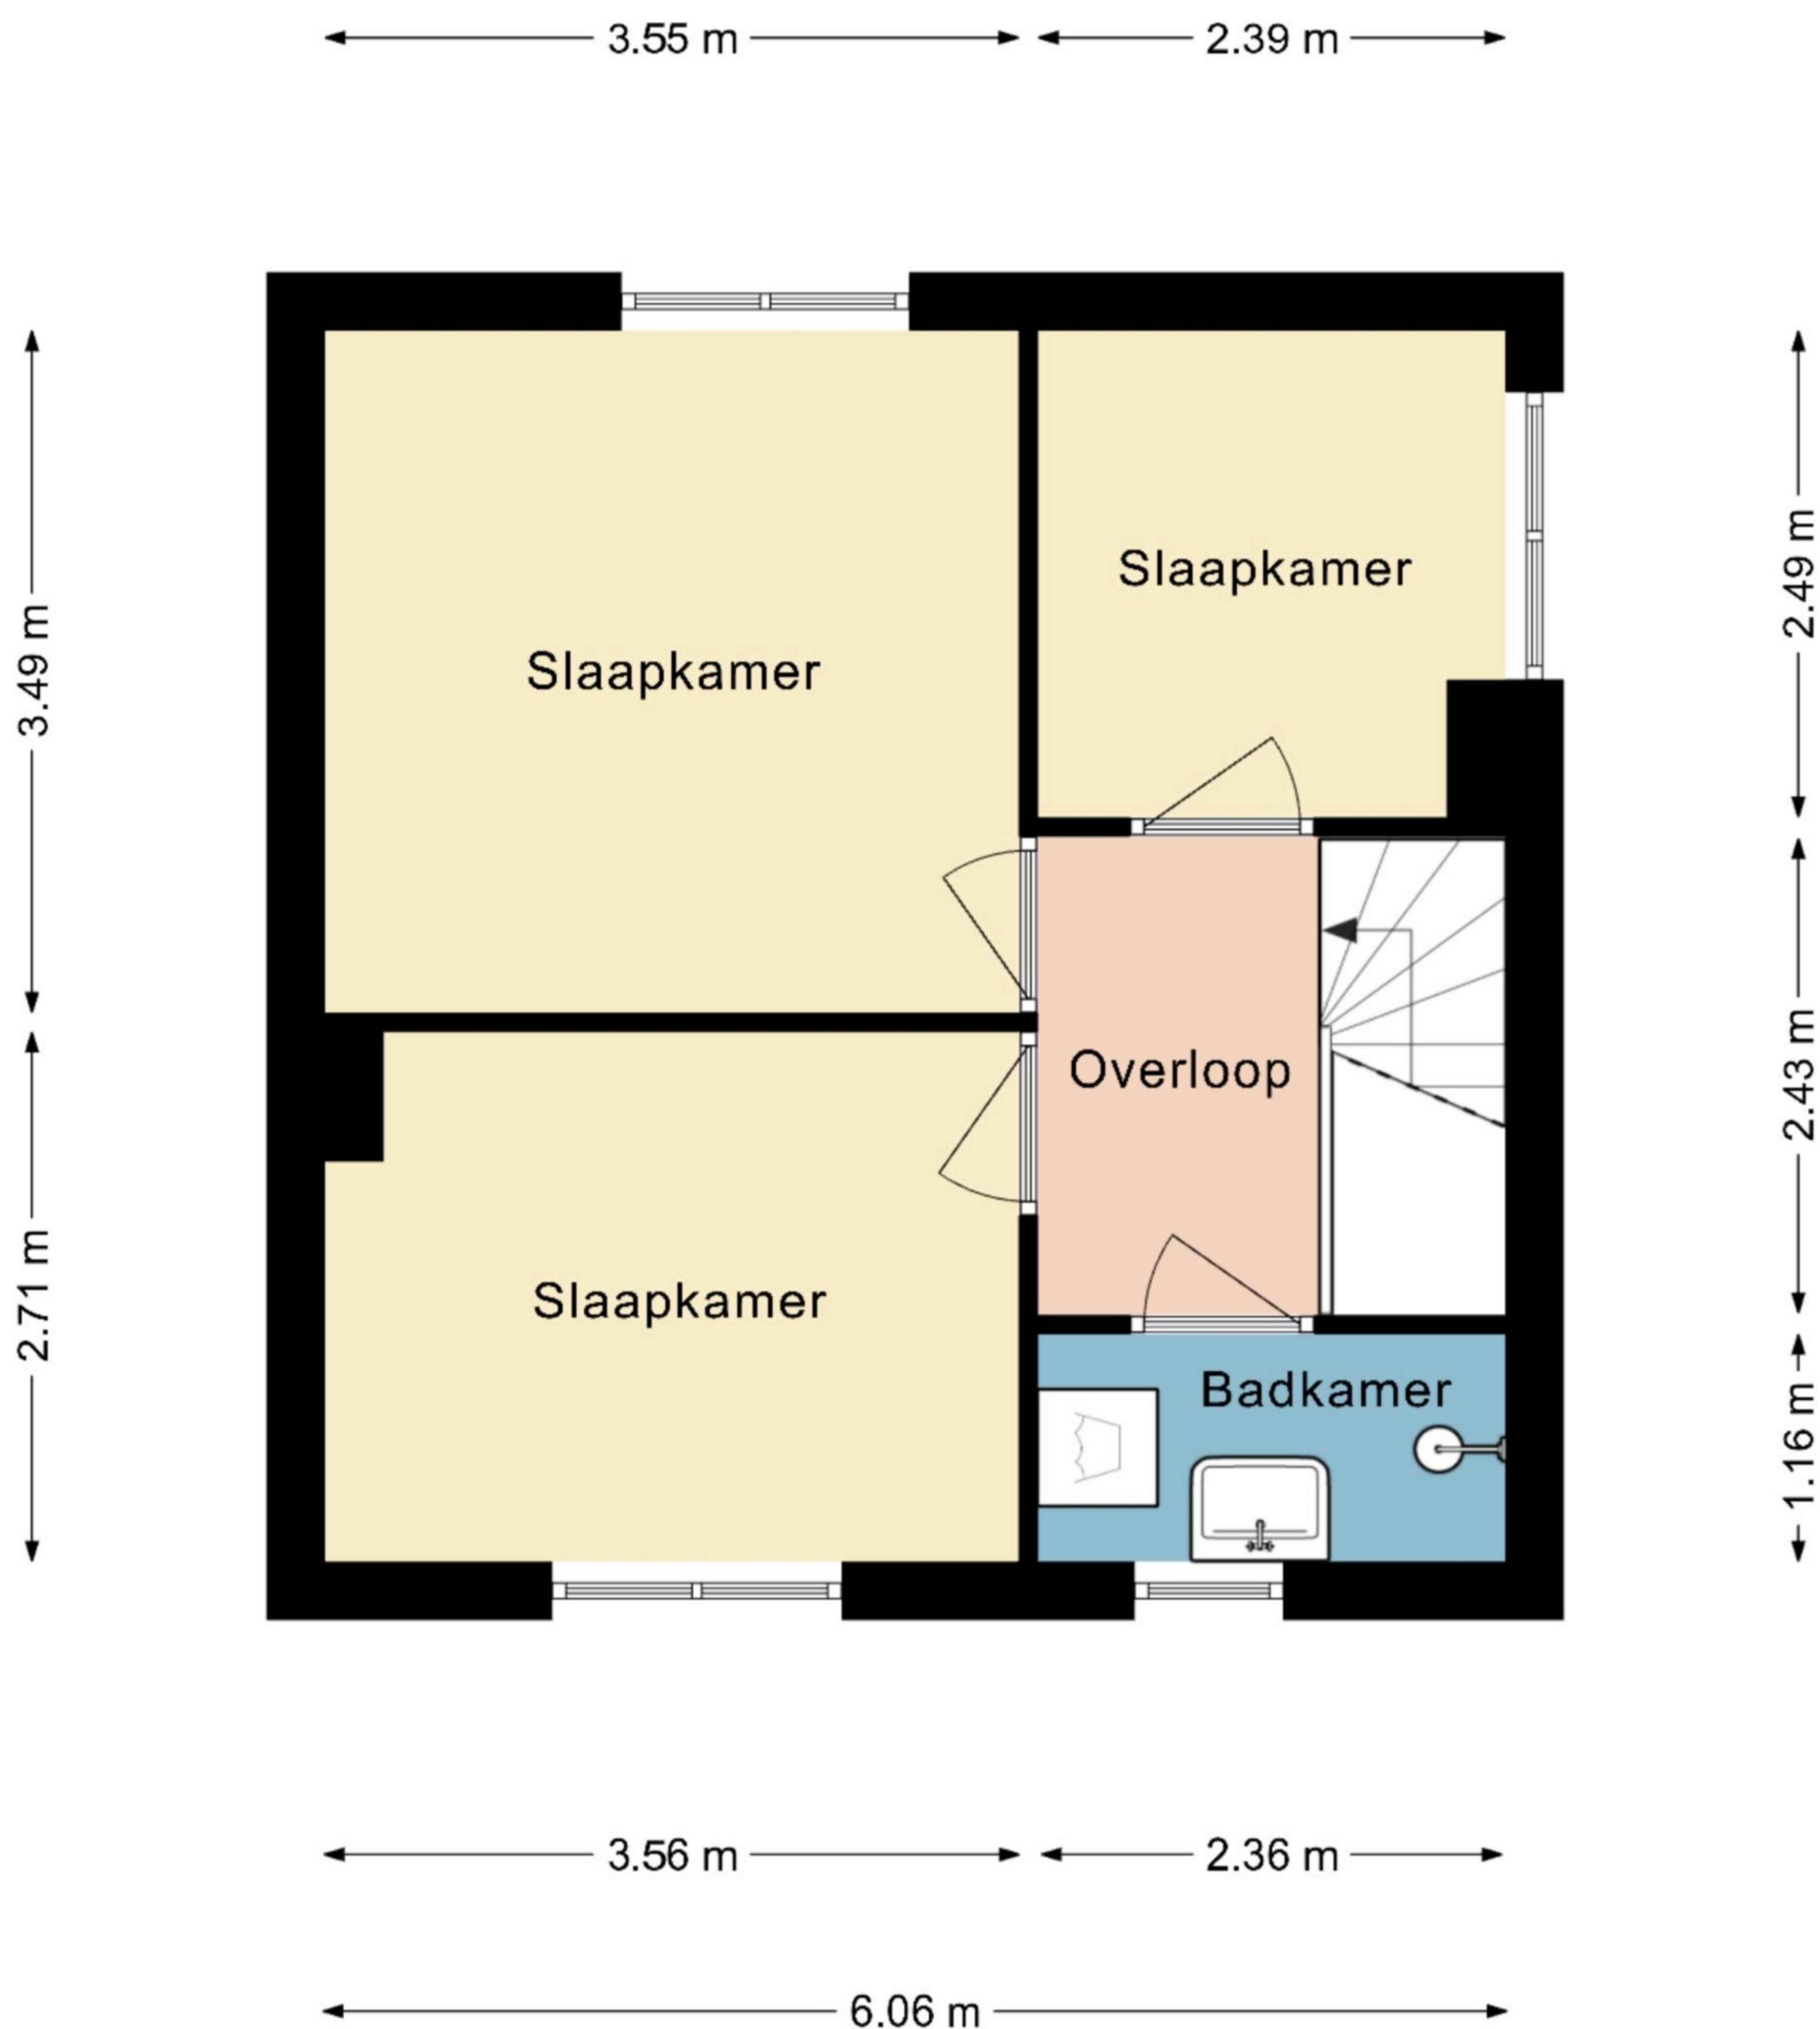 3.55 m
2.39 m
3.49 m
2.49 m
Slaapkamer
Slaapkamer
2.71 m
2.43 m
Overloop
Slaapkamer
Badkamer
1.16 m
3.56 m
2.36 m
6.06 m